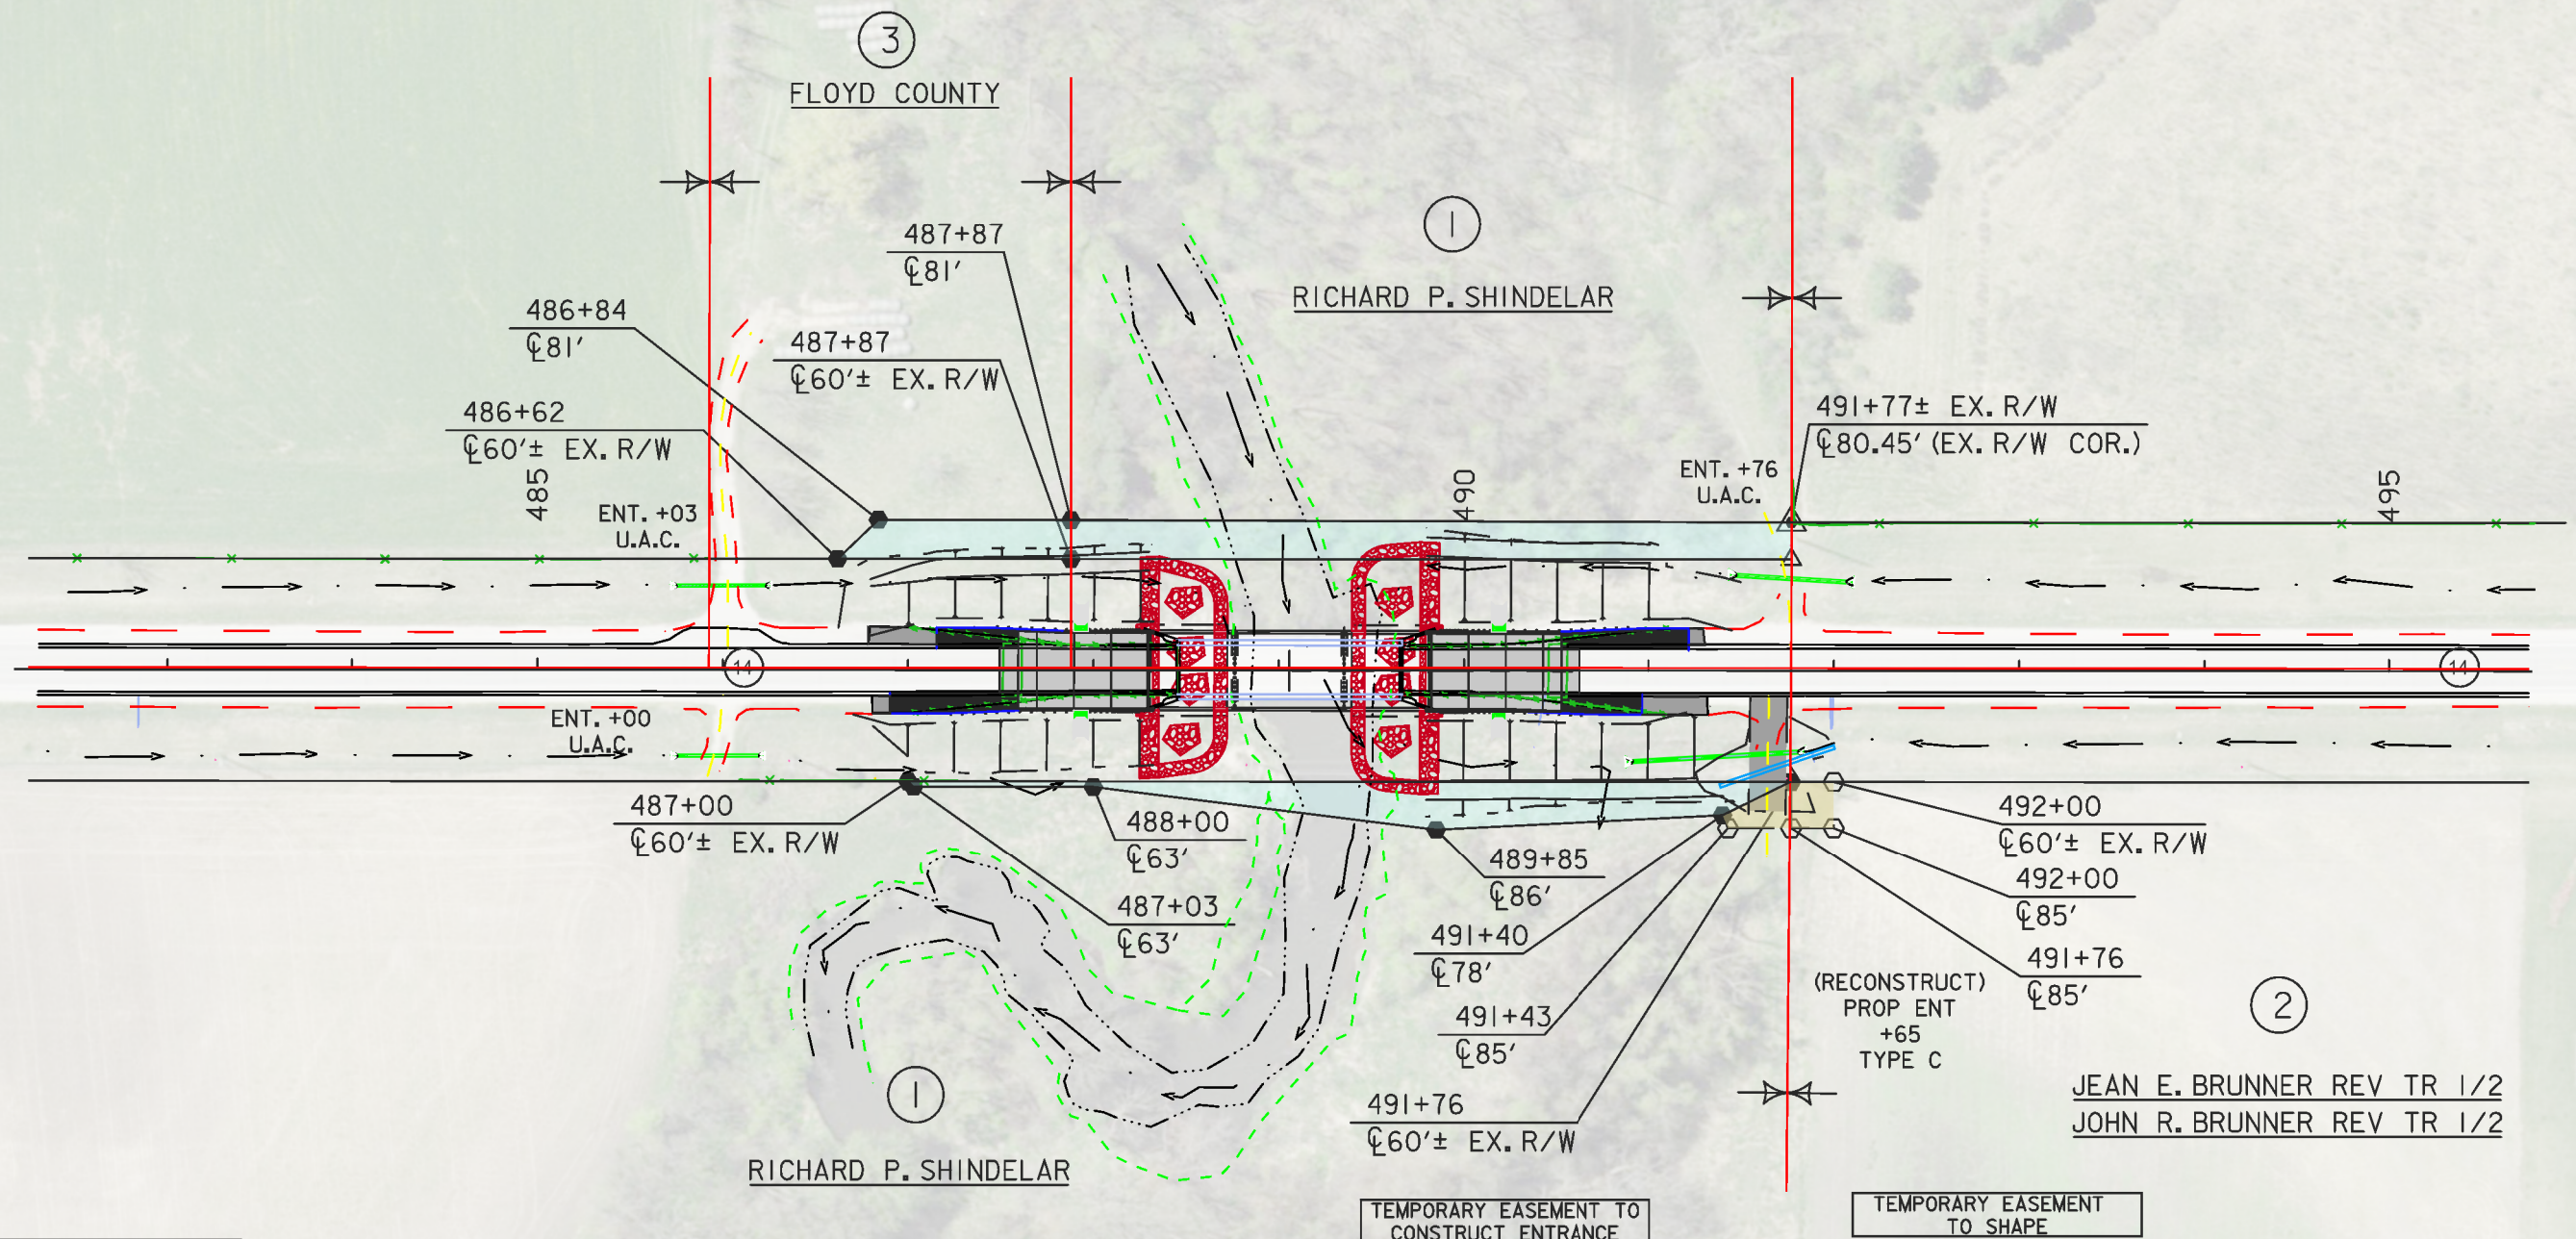 3
FLOYD COUNTY
487+87
℄81'
1
RICHARD P. SHINDELAR
486+84
℄81'
487+87
℄60'± EX. R/W
486+62
℄60'± EX. R/W
491+77± EX. R/W
℄80.45' (EX. R/W COR.)
485
490
495
ENT. +03
U.A.C.
ENT. +76
U.A.C.
14
14
ENT. +00
U.A.C.
487+00
℄60'± EX. R/W
488+00
℄63'
487+03
℄63'
489+85
℄86'
491+40
℄78'
491+43
℄85'
491+76
℄60'± EX. R/W
492+00
℄60'± EX. R/W
492+00
℄85'
491+76
℄85'
(RECONSTRUCT)
PROP ENT
+65
TYPE C
2
JEAN E. BRUNNER REV TR 1/2
JOHN R. BRUNNER REV TR 1/2
1
RICHARD P. SHINDELAR
TEMPORARY EASEMENT TO
CONSTRUCT ENTRANCE
TEMPORARY EASEMENT
TO SHAPE